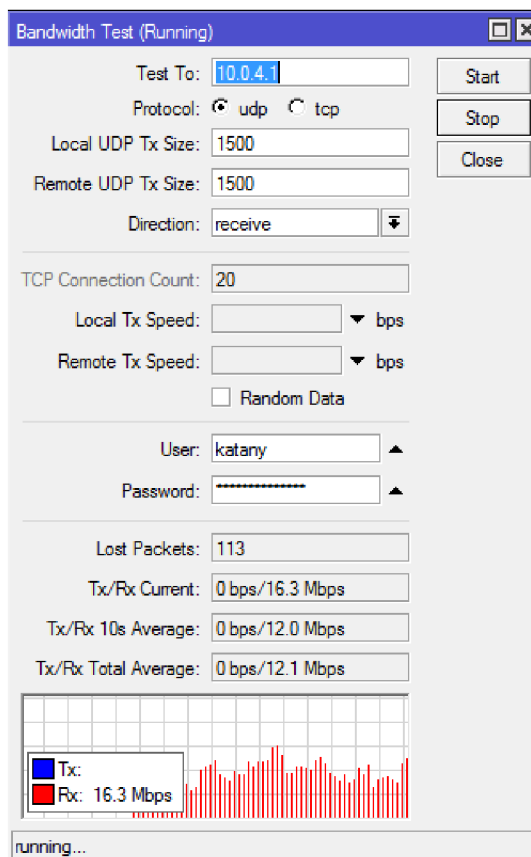 Bandwidth Test (Running)
Test To: 10.0.4.1
Start
Protocol: udp tcp
Stop
Local UDP Tx Size: 1500
Close
Remote UDP Tx Size: 1500
Direction: receive
TCP Connection Count: 20
Local Tx Speed: bps
Remote Tx Speed: bps
Random Data
User: katany
Password: **************
Lost Packets: 113
Tx/Rx Current: 0 bps/16.3 Mbps
Tx/Rx 10s Average: 0 bps/12.0 Mbps
Tx/Rx Total Average: 0 bps/12.1 Mbps
Tx:
Rx: 16.3 Mbps
running...